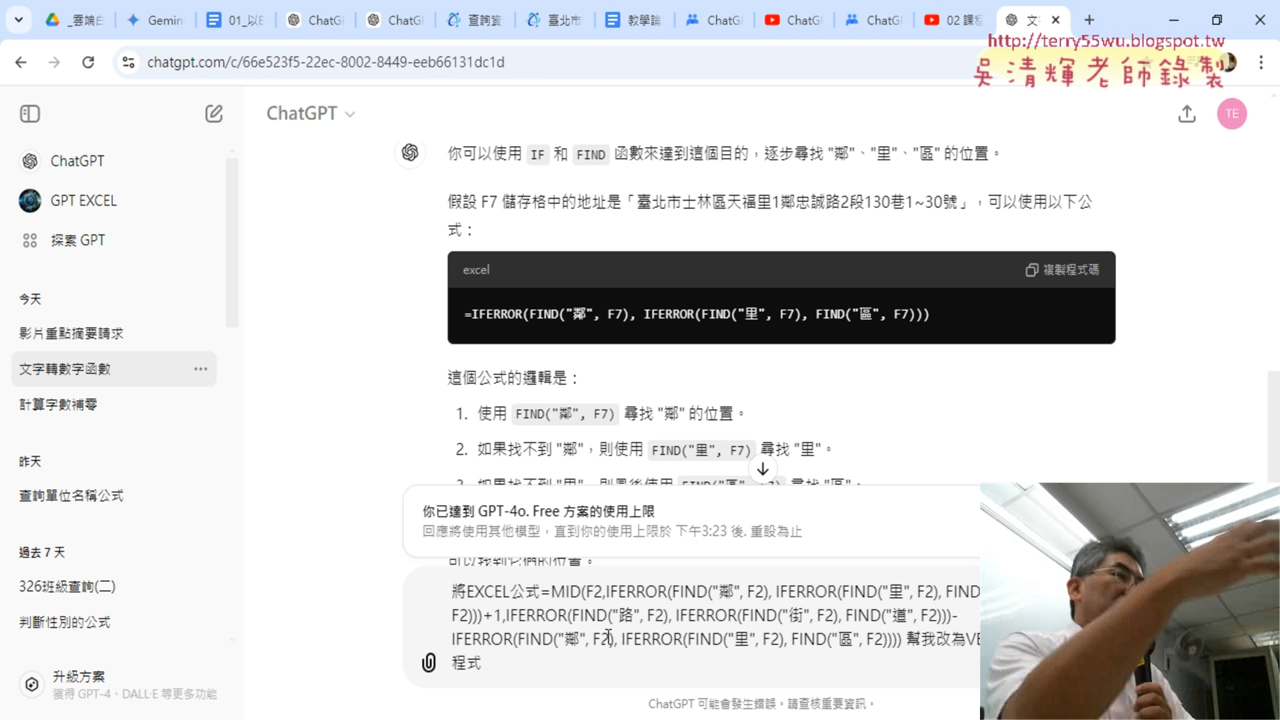 _雲端白
Gemin
01_以E
ChatG
ChatG
查詢資
臺北市
教學論
ChatG
ChatG
ChatG
02 課程
文
http://terry55wu.blogspot.tw
chatgpt.com/c/66e523f5-22ec-8002-8449-eeb66131dc1d
吳清輝老師錄製
ChatGPT
TE
ChatGPT
GPT EXCEL
探索 GPT
今天
影片重點摘要請求
文字轉數字函數
計算字數補零
昨天
查詢單位名稱公式
過去 7 天
326班級查詢(二)
判斷性別的公式
升級方案
獲得 GPT-4、DALL·E 等更多功能
你可以使用 IF 和 FIND 函數來達到這個目的，逐步尋找 "鄰"、"里"、"區" 的位置。
假設 F7 儲存格中的地址是「臺北市士林區天福里1鄰忠誠路2段130巷1~30號」，可以使用以下公
式：
excel
複製程式碼
=IFERROR(FIND("鄰", F7), IFERROR(FIND("里", F7), FIND("區", F7)))
這個公式的邏輯是：
1. 使用 FIND("鄰", F7) 尋找 "鄰" 的位置。
2. 如果找不到 "鄰"，則使用 FIND("里", F7) 尋找 "里"。
你已達到 GPT-4o. Free 方案的使用上限
回應將使用其他模型，直到你的使用上限於 下午3:23 後. 重設為止
可以找到它們的位置。
將EXCEL公式=MID(F2,IFERROR(FIND("鄰", F2), IFERROR(FIND("里", F2), FIND
F2)))+1,IFERROR(FIND("路", F2), IFERROR(FIND("街", F2), FIND("道", F2)))-
IFERROR(FIND("鄰", F2), IFERROR(FIND("里", F2), FIND("區", F2)))) 幫我改為VE
程式
ChatGPT 可能會發生錯誤。請查核重要資訊。